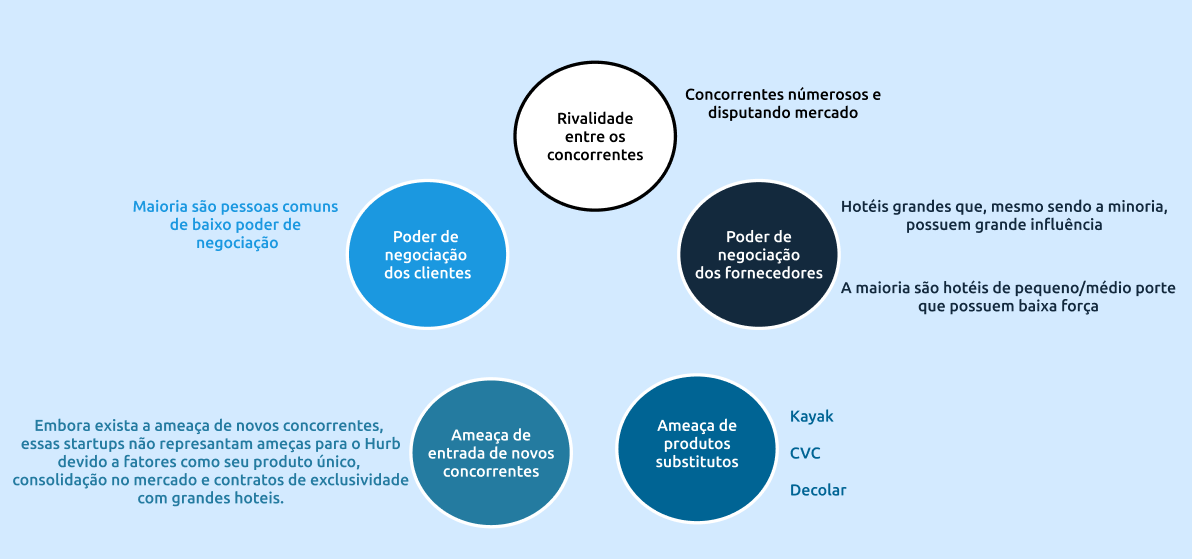 Rivalidade
entre os
concorrentes
Concorrentes númerosos e
disputando mercado
Maioria são pessoas comuns
de baixo poder de
negociação
Poder de
negociação
dos clientes
Poder de
negociação
dos fornecedores
Hotéis grandes que, mesmo sendo a minoria,
possuem grande influência
A maioria são hotéis de pequeno/médio porte
que possuem baixa força
Embora exista a ameaça de novos concorrentes,
essas startups não represantam ameças para o Hurb
devido a fatores como seu produto único,
consolidação no mercado e contratos de exclusividade
com grandes hoteis.
Ameaça de
entrada de novos
concorrentes
Ameaça de
produtos
substitutos
Kayak
CVC
Decolar